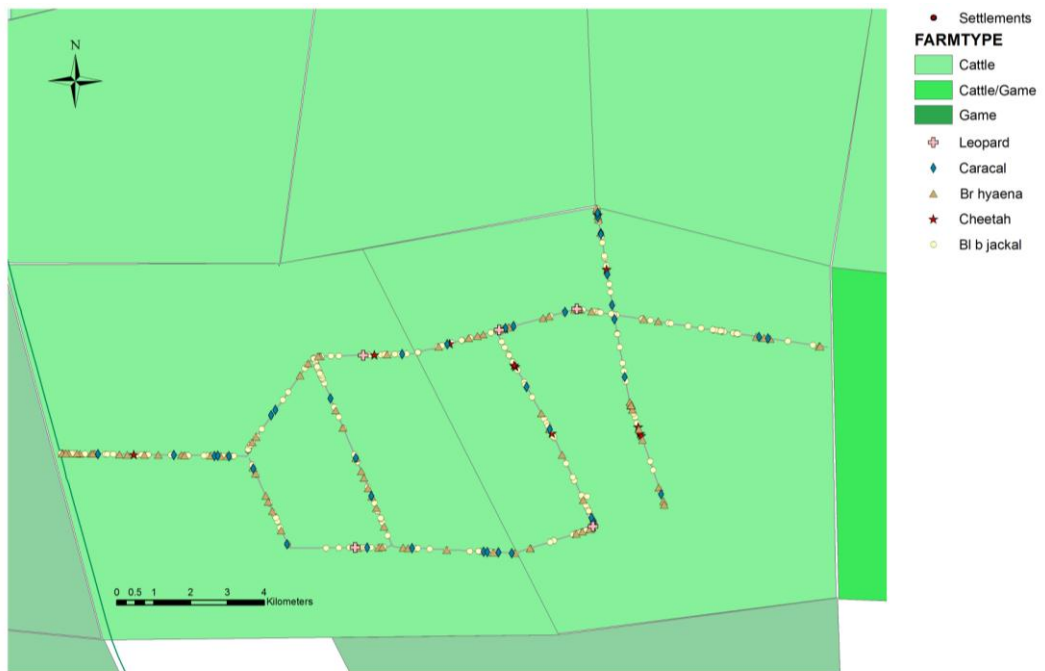 N
Settlements
FARMTYPE
Cattle
Cattle/Game
Game
Leopard
Caracal
Br hyaena
Cheetah
Bl b jackal
0 0.5 1 2 3 4
Kilometers